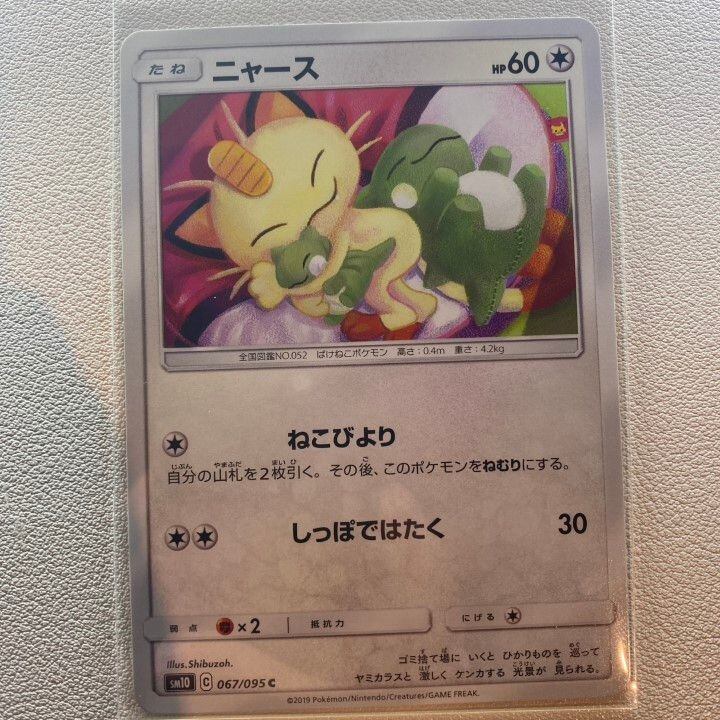 たね ニャース HP60
全国図鑑NO.052 ばけねこポケモン 高さ:0.4m 重さ:4.2kg
ねこびより
自分の山札を2枚引く。その後、このポケモンをねむりにする。
しっぽではたく 30
弱点 ×2 抵抗力 にげる
Illus.Shibuzoh.
ゴミ捨て場に いくと ひかりものを 巡って
ヤミカラスと 激しく ケンカする 光景が 見られる。
SM10 C 067/095 C
©2019 Pokémon/Nintendo/Creatures/GAME FREAK.